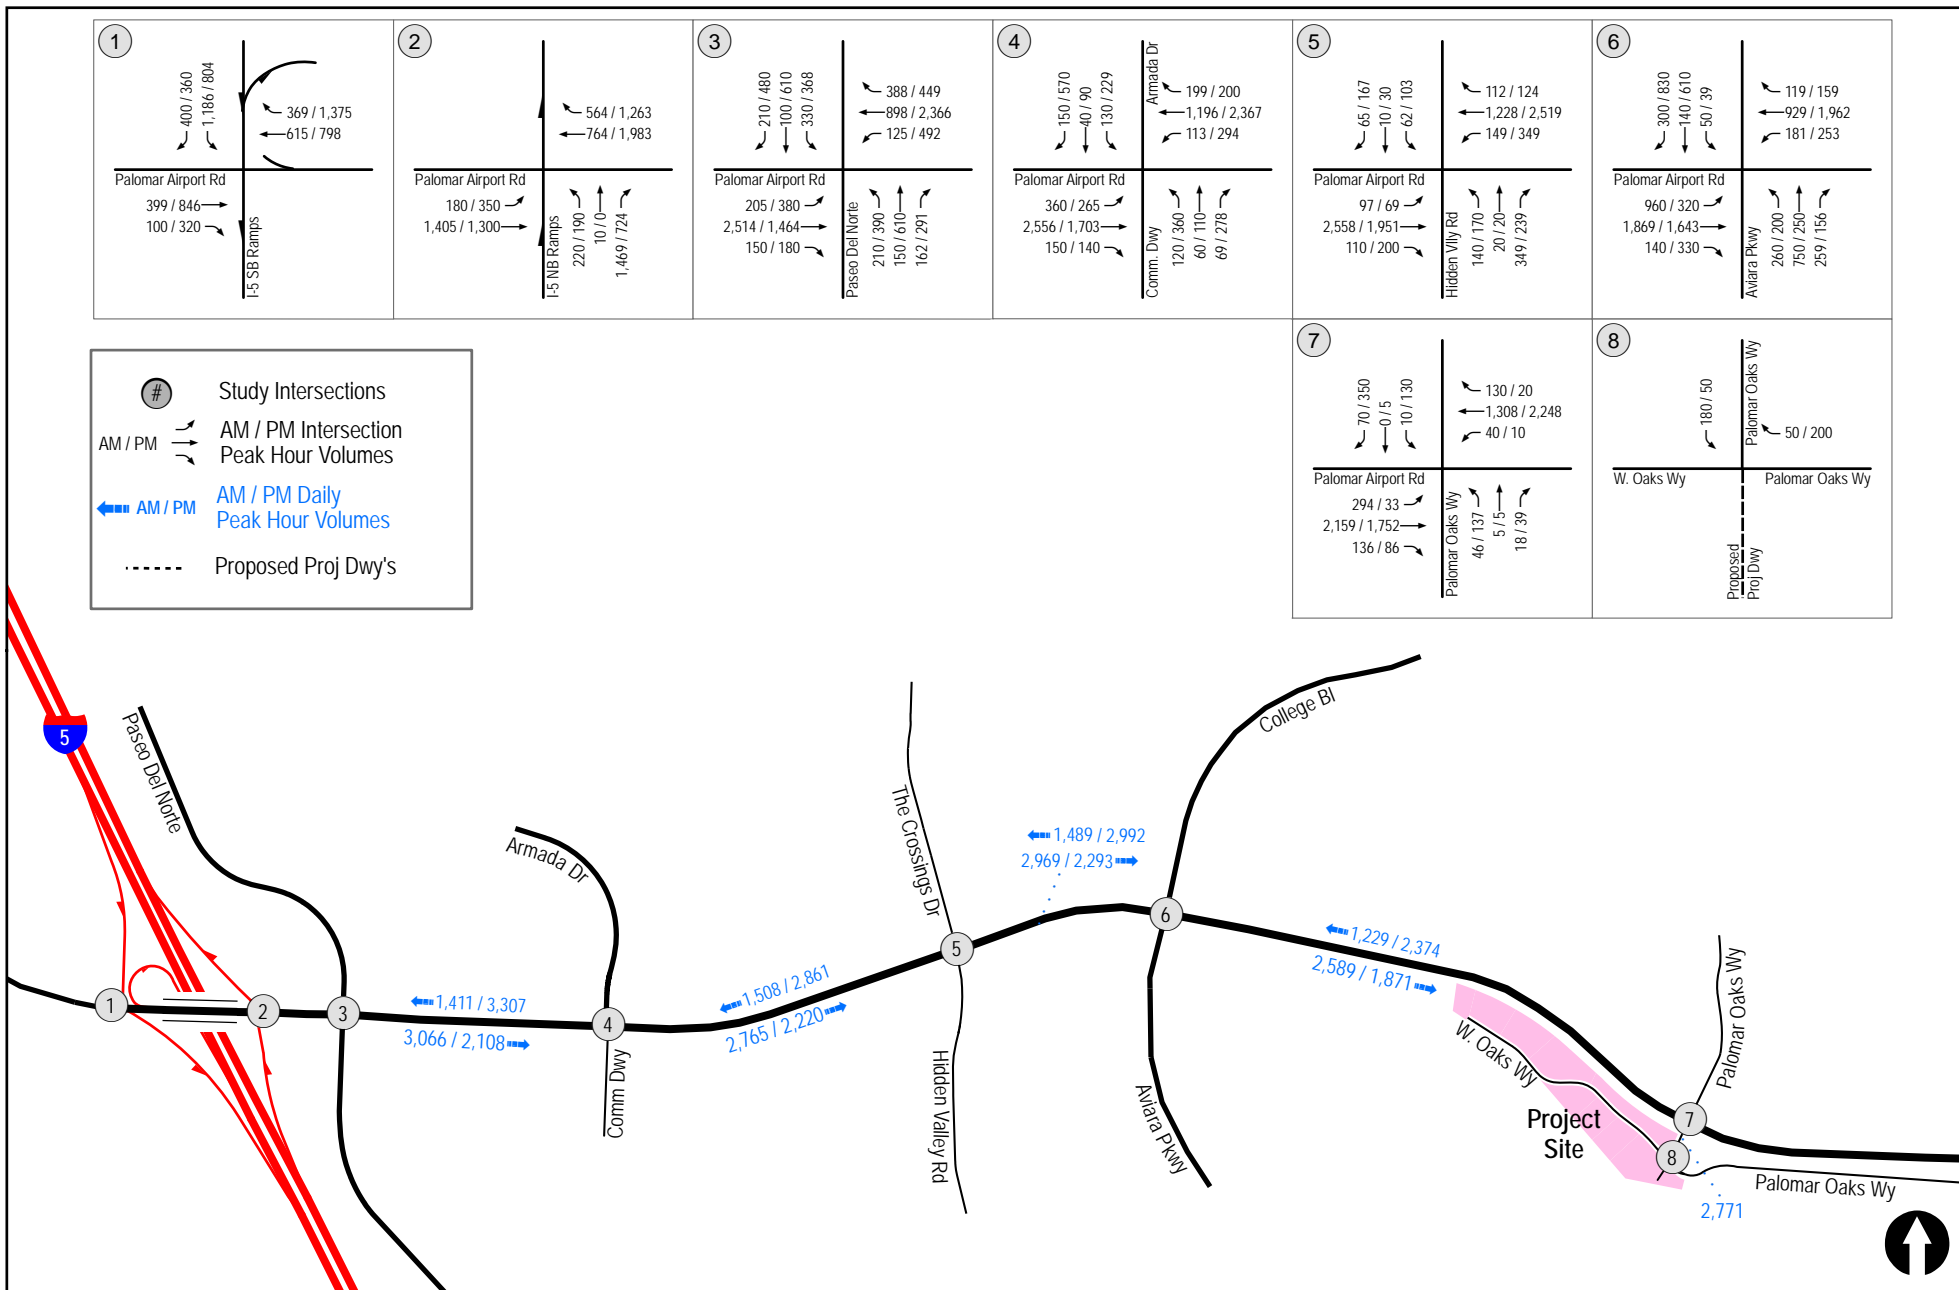 1
400 / 360
1,186 / 804
369 / 1,375
615 / 798
Palomar Airport Rd
399 / 846
100 / 320
I-5 SB Ramps
2
564 / 1,263
764 / 1,983
Palomar Airport Rd
180 / 350
1,405 / 1,300
I-5 NB Ramps
220 / 190
10 / 0
1,469 / 724
3
210 / 480
100 / 610
330 / 368
388 / 449
898 / 2,366
125 / 492
Palomar Airport Rd
205 / 380
2,514 / 1,464
150 / 180
Paseo Del Norte
210 / 390
150 / 610
162 / 291
4
150 / 570
40 / 90
130 / 229
Armada Dr
199 / 200
1,196 / 2,367
113 / 294
Palomar Airport Rd
360 / 265
2,556 / 1,703
150 / 140
Comm. Dwy
120 / 360
60 / 110
69 / 278
5
65 / 167
10 / 30
62 / 103
112 / 124
1,228 / 2,519
149 / 349
Palomar Airport Rd
97 / 69
2,558 / 1,951
110 / 200
Hidden Vlly Rd
140 / 170
20 / 20
349 / 239
6
300 / 830
140 / 610
50 / 39
119 / 159
929 / 1,962
181 / 253
Palomar Airport Rd
960 / 320
1,869 / 1,643
140 / 330
Aviara Pkwy
260 / 200
750 / 250
259 / 156
7
70 / 350
0 / 5
10 / 130
130 / 20
1,308 / 2,248
40 / 10
Palomar Airport Rd
294 / 33
2,159 / 1,752
136 / 86
Palomar Oaks Wy
46 / 137
5 / 5
18 / 39
8
180 / 50
Palomar Oaks Wy
50 / 200
W. Oaks Wy
Palomar Oaks Wy
Proposed
Proj Dwy
#
Study Intersections
AM / PM
AM / PM Intersection
Peak Hour Volumes
AM / PM
AM / PM Daily
Peak Hour Volumes
Proposed Proj Dwy's
5
Paseo Del Norte
Armada Dr
The Crossings Dr
College Bl
1,489 / 2,992
2,969 / 2,293
1
2
3
1,411 / 3,307
3,066 / 2,108
4
Comm Dwy
1,508 / 2,861
2,765 / 2,220
5
Hidden Valley Rd
6
Aviara Pkwy
1,229 / 2,374
2,589 / 1,871
W. Oaks Wy
Project
Site
Palomar Oaks Wy
7
8
Palomar Oaks Wy
2,771